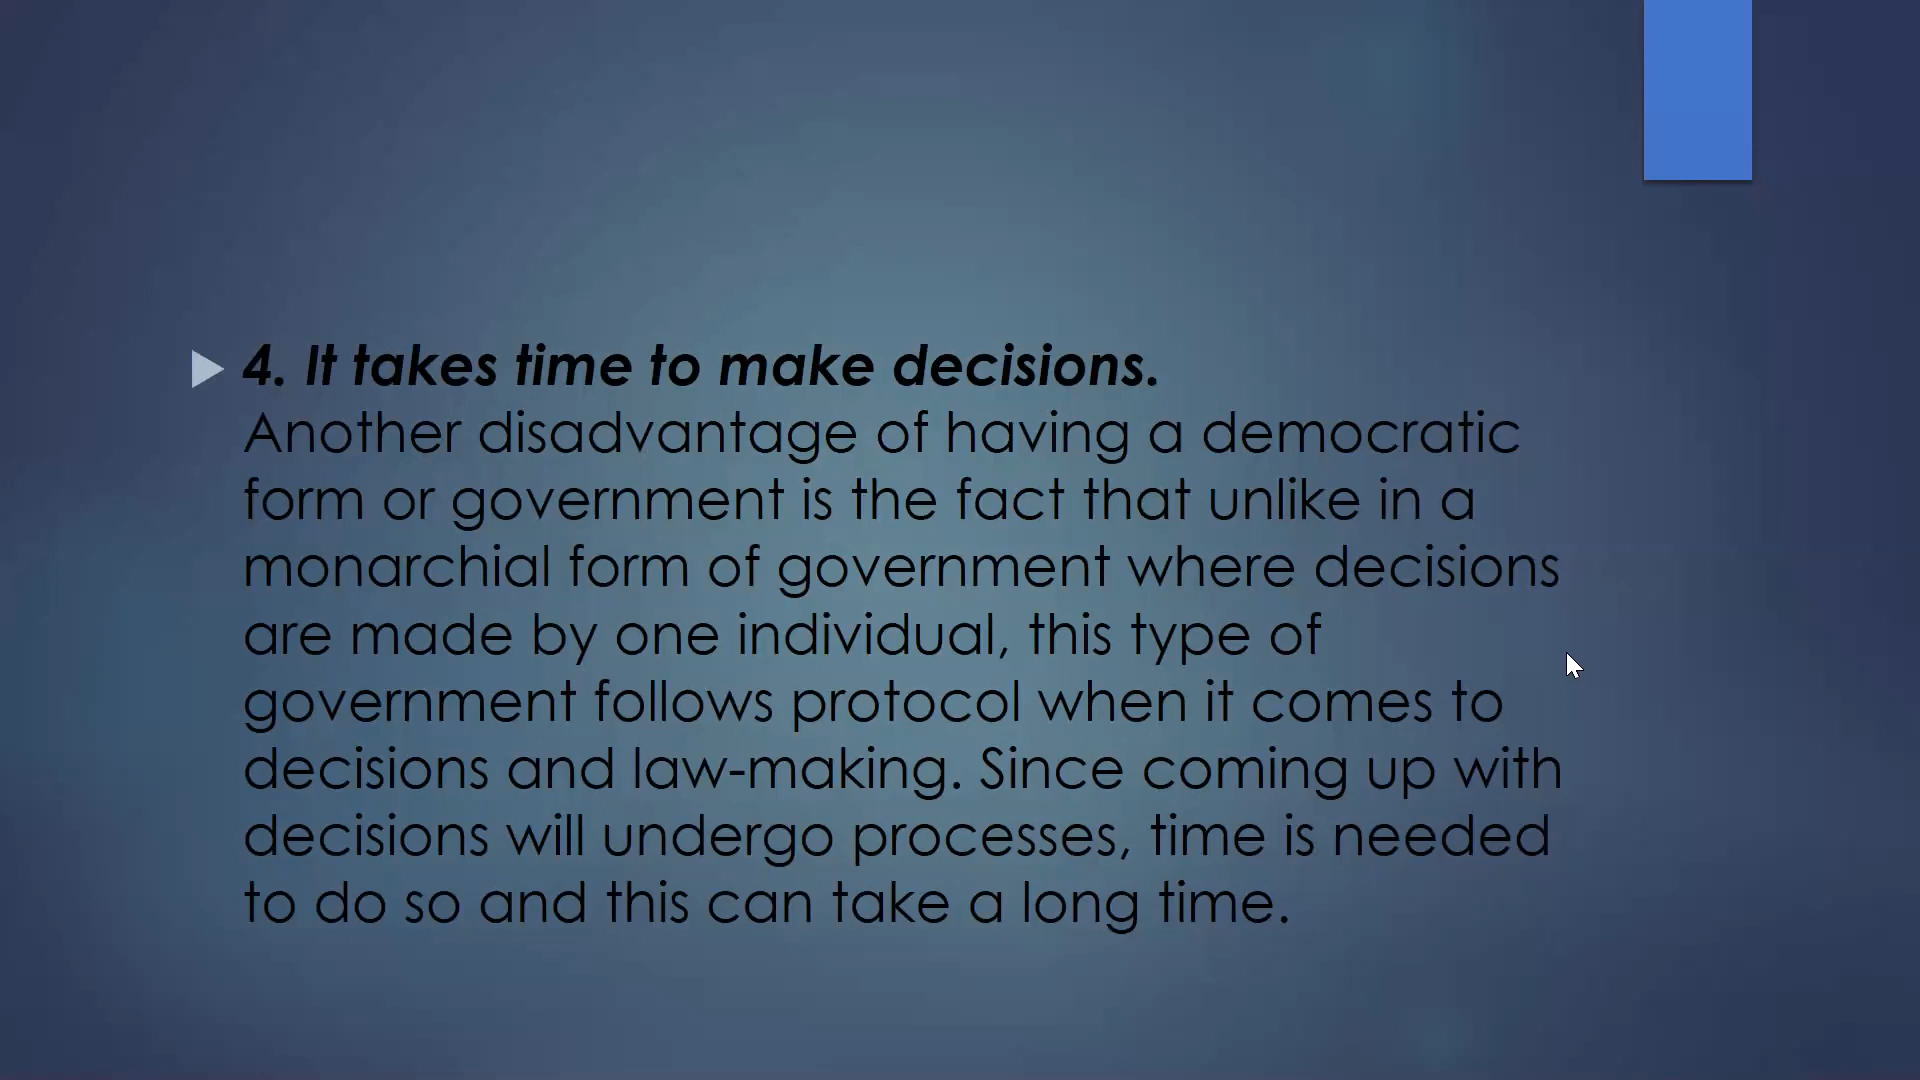 4. It takes time to make decisions.
Another disadvantage of having a democratic
form or government is the fact that unlike in a
monarchial form of government where decisions
are made by one individual, this type of
government follows protocol when it comes to
decisions and law-making. Since coming up with
decisions will undergo processes, time is needed
to do so and this can take a long time.